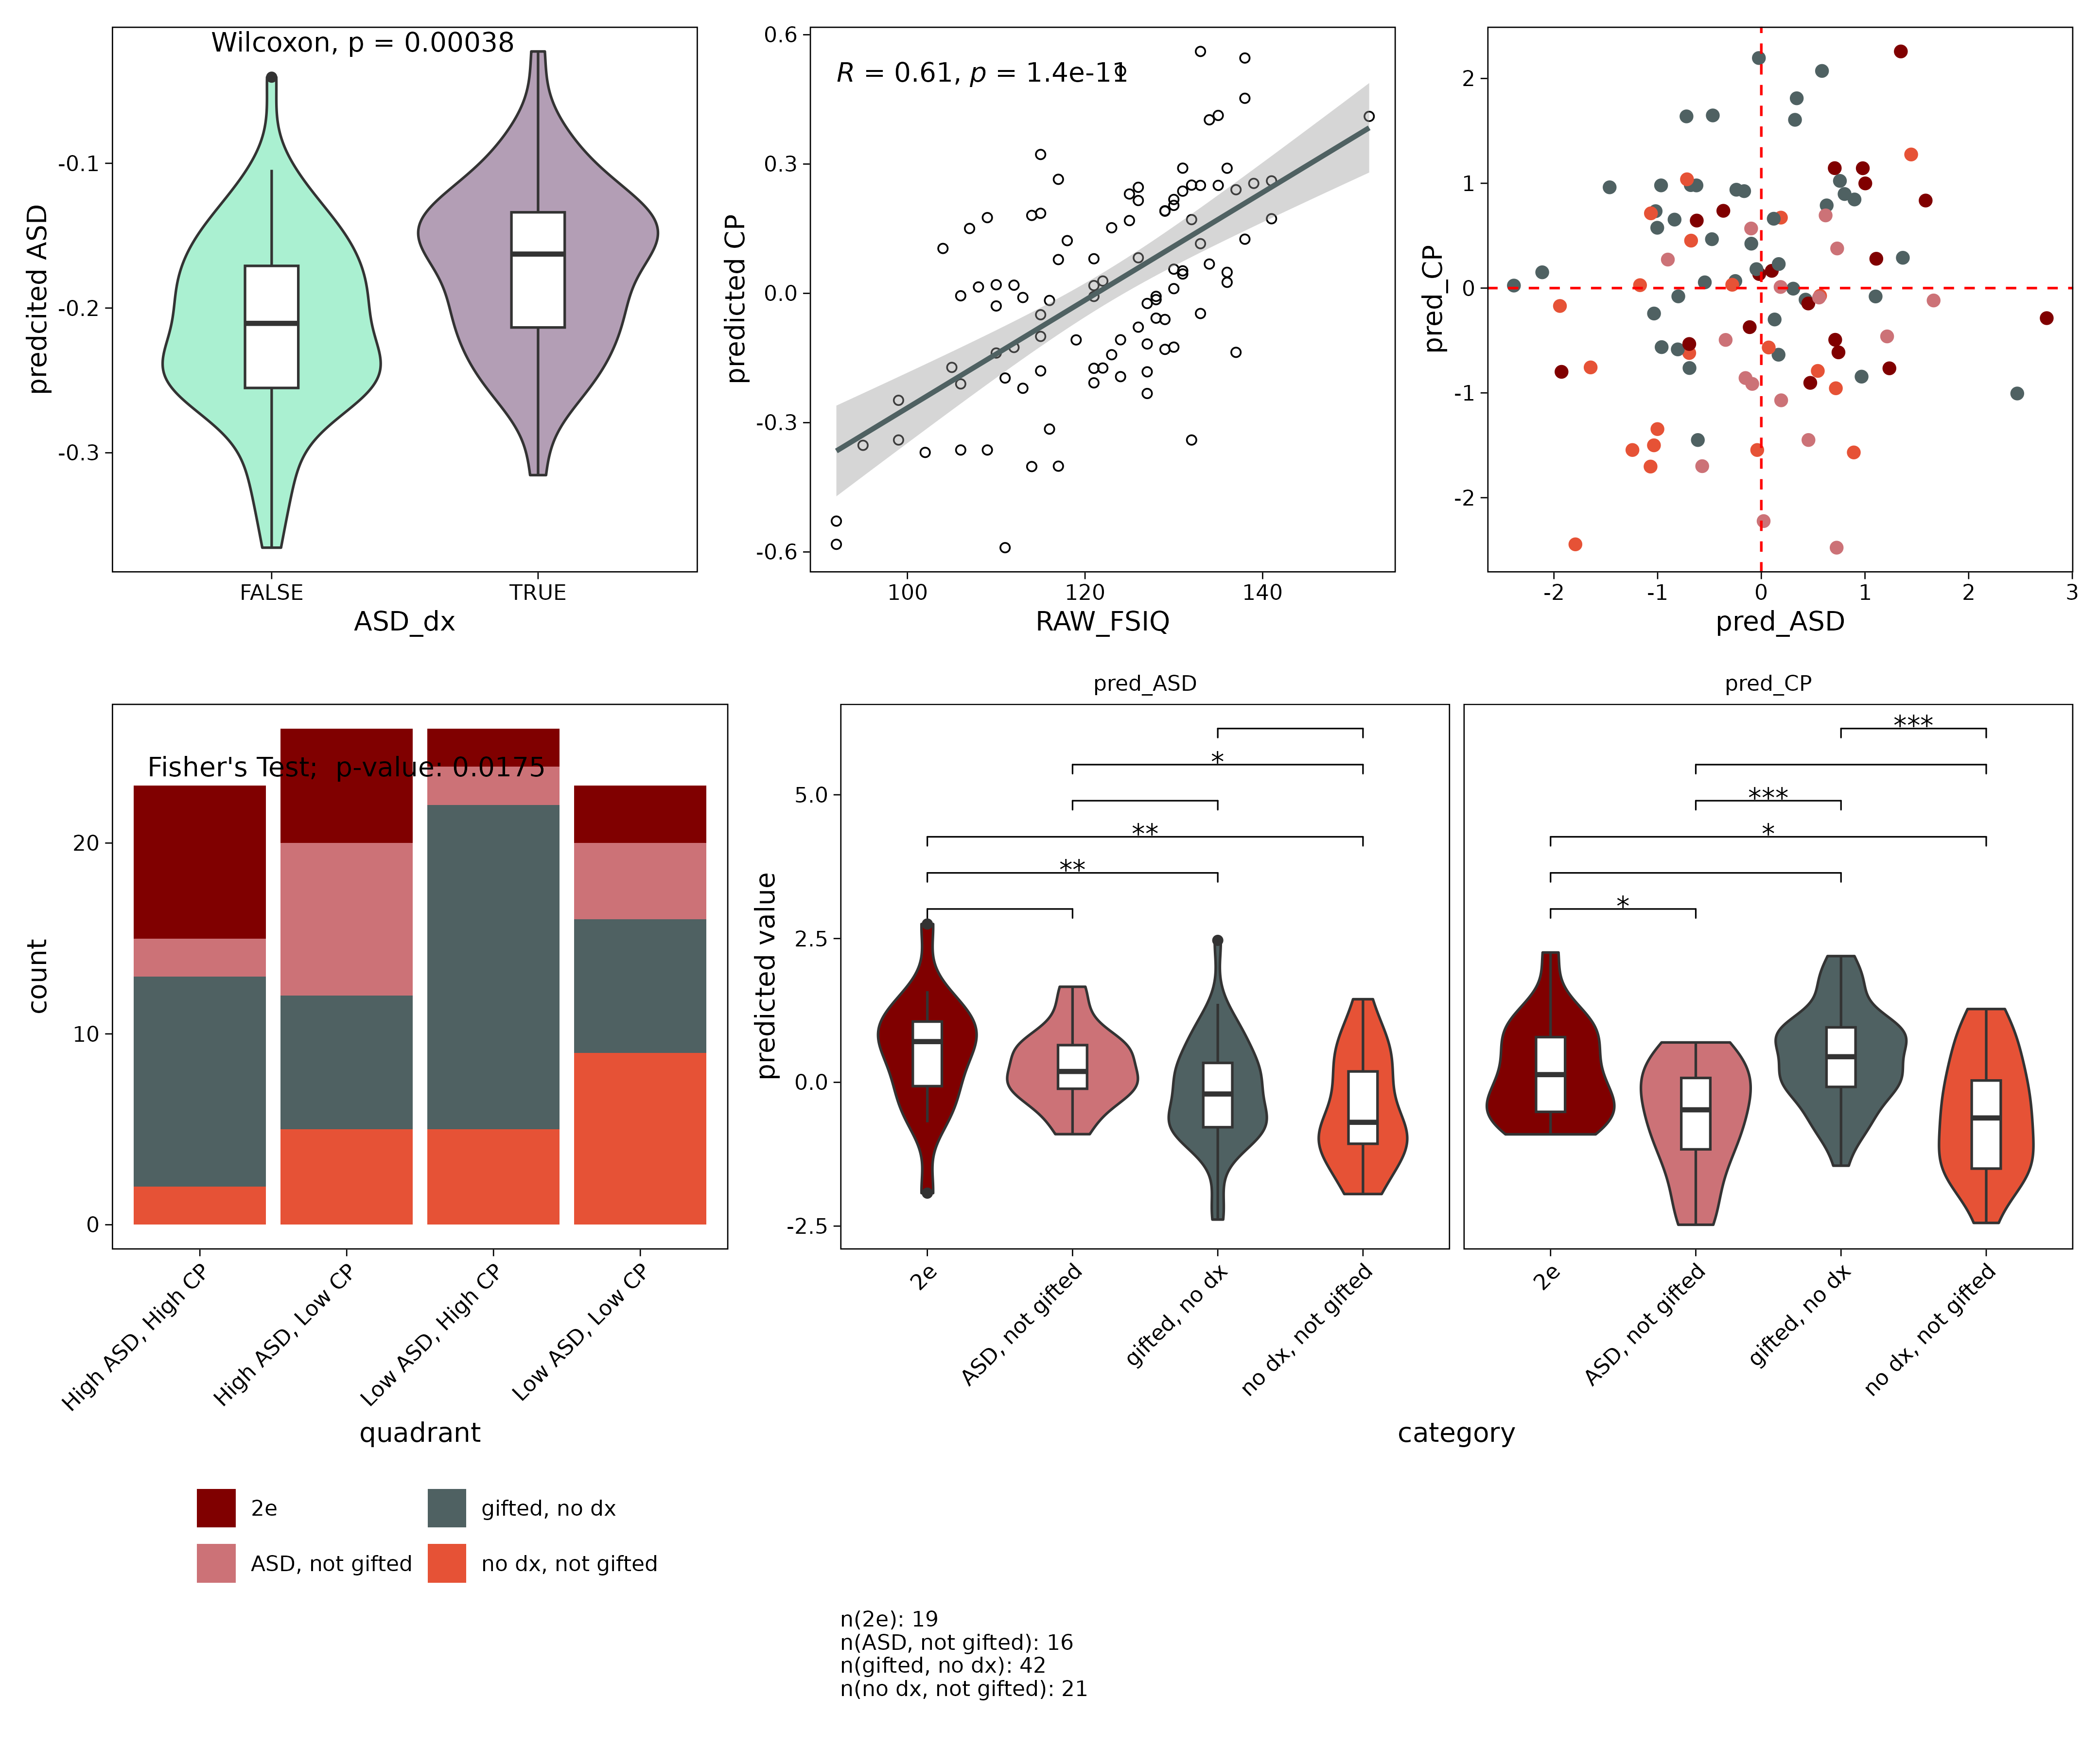 Wilcoxon, p = 0.00038
-0.1
-0.2
-0.3
predicited ASD
FALSE TRUE
ASD_dx
R = 0.61, p = 1.4e-11
0.6
0.3
0.0
-0.3
-0.6
predicted CP
100 120 140
RAW_FSIQ
2
1
0
-1
-2
pred_CP
-2 -1 0 1 2 3
pred_ASD
Fisher's Test; p-value: 0.0175
20
10
0
count
High ASD, High CP
High ASD, Low CP
Low ASD, High CP
Low ASD, Low CP
quadrant
2e
ASD, not gifted
gifted, no dx
no dx, not gifted
pred_ASD
pred_CP
5.0
2.5
0.0
-2.5
predicted value
*
**
**
***
***
*
*
2e
ASD, not gifted
gifted, no dx
no dx, not gifted
2e
ASD, not gifted
gifted, no dx
no dx, not gifted
category
n(2e): 19
n(ASD, not gifted): 16
n(gifted, no dx): 42
n(no dx, not gifted): 21